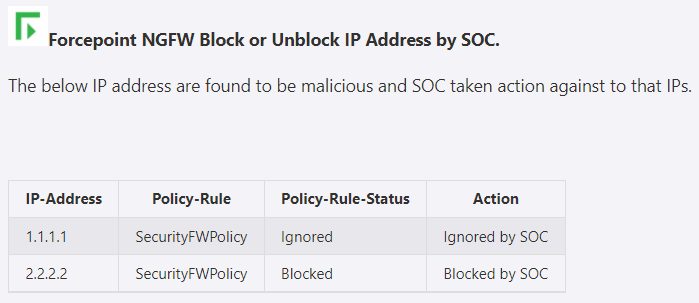 Forcepoint NGFW Block or Unblock IP Address by SOC.
The below IP address are found to be malicious and SOC taken action against to that IPs.
IP-Address Policy-Rule Policy-Rule-Status Action
1.1.1.1 SecurityFWPolicy Ignored Ignored by SOC
2.2.2.2 SecurityFWPolicy Blocked Blocked by SOC